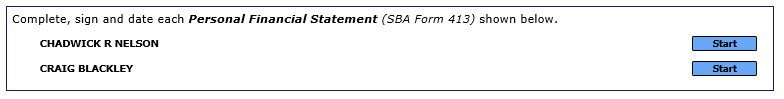 Complete, sign and date each Personal Financial Statement (SBA Form 413) shown below.
CHADWICK R NELSON Start
CRAIG BLACKLEY Start